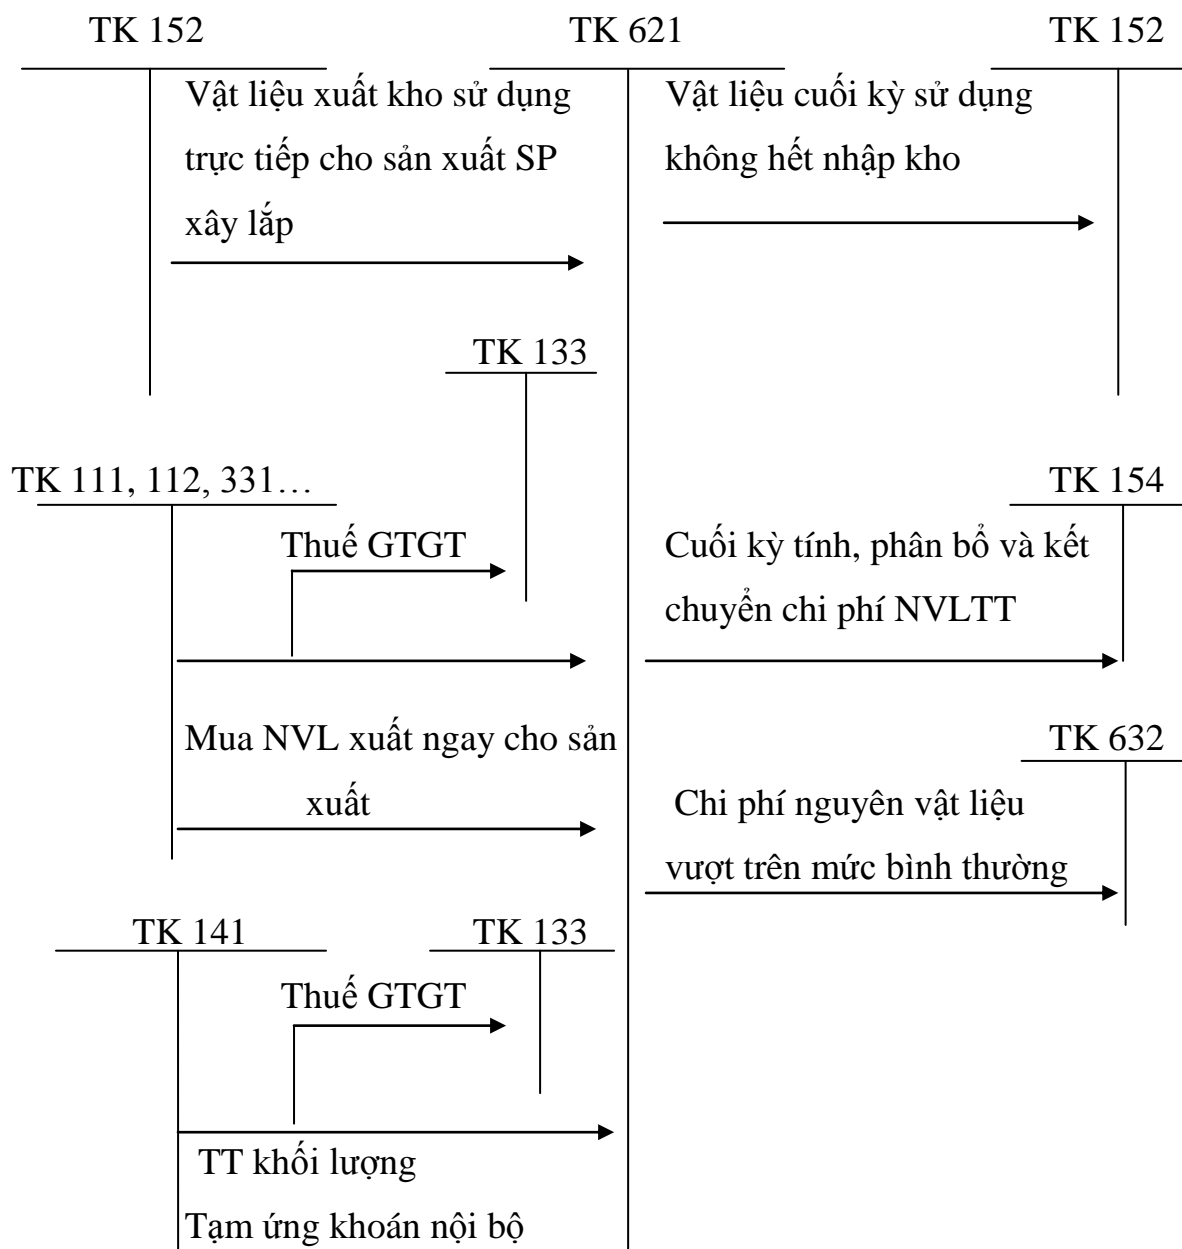 TK 152
TK 621
TK 152
Vật liệu xuất kho sử dụng
trực tiếp cho sản xuất SP
xây lắp
Vật liệu cuối kỳ sử dụng
không hết nhập kho
TK 133
TK 111, 112, 331…
TK 154
Thuế GTGT
Cuối kỳ tính, phân bổ và kết
chuyển chi phí NVLTT
Mua NVL xuất ngay cho sản
xuất
TK 632
Chi phí nguyên vật liệu
vượt trên mức bình thường
TK 141
TK 133
Thuế GTGT
TT khối lượng
Tạm ứng khoán nội bộ